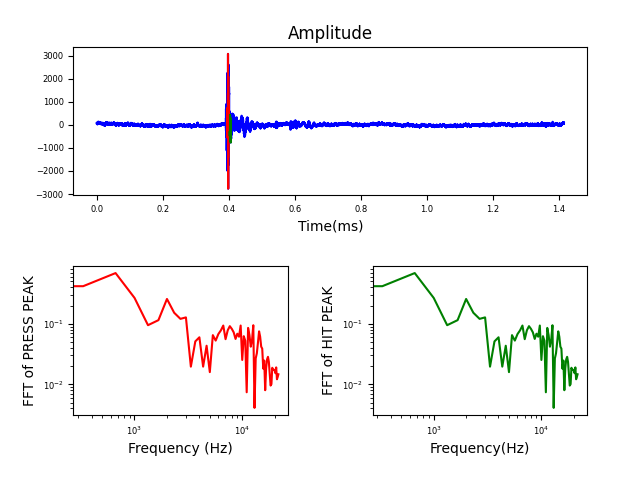 Amplitude
3000
2000
1000
0
−1000
−2000
−3000
0.0 0.2 0.4 0.6 0.8 1.0 1.2 1.4
Time(ms)
FFT of PRESS PEAK
10⁻¹
10⁻²
10³ 10⁴
Frequency (Hz)
FFT of HIT PEAK
10⁻¹
10⁻²
10³ 10⁴
Frequency(Hz)